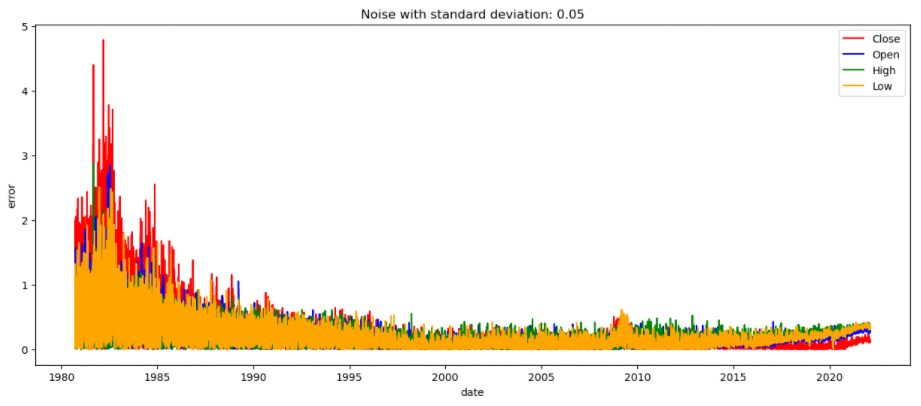 Noise with standard deviation: 0.05
5
4
3
2
1
0
error
Close
Open
High
Low
1980 1985 1990 1995 2000 2005 2010 2015 2020
date